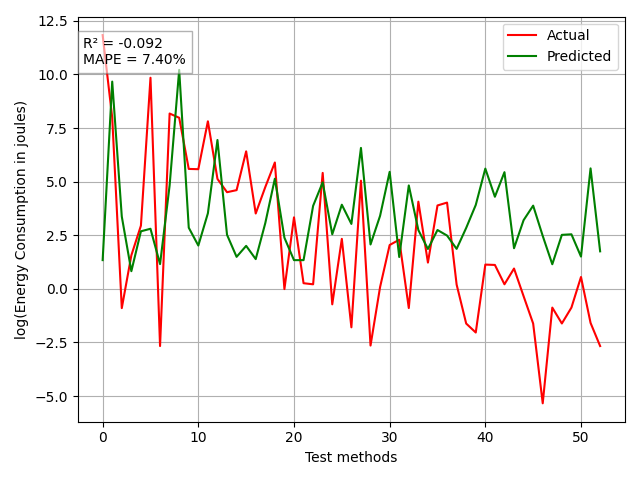 R² = -0.092
MAPE = 7.40%
Actual
Predicted
log(Energy Consumption in joules)
12.5
10.0
7.5
5.0
2.5
0.0
−2.5
−5.0
0 10 20 30 40 50
Test methods